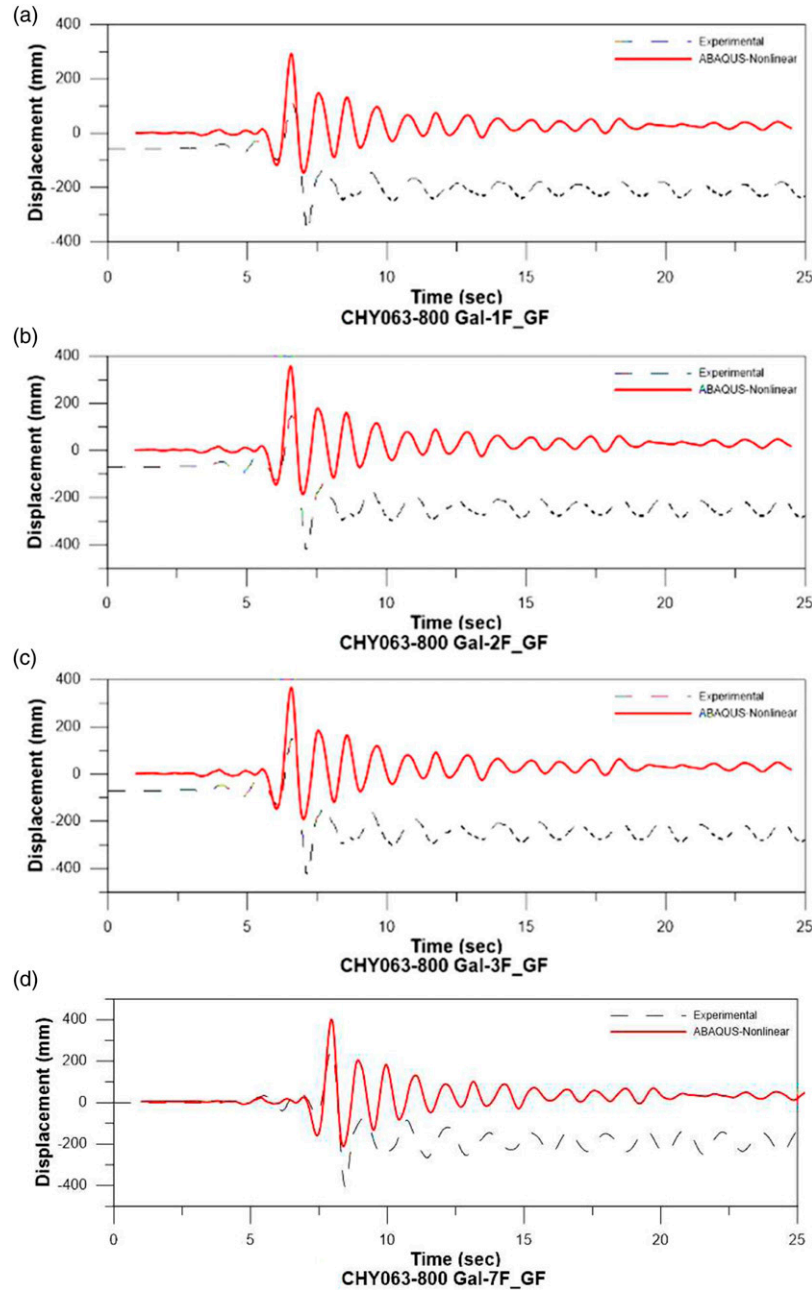 (a)
400
200
0
-200
-400
Displacement (mm)
Experimental
ABAQUS-Nonlinear
0 5 10 15 20 25
Time (sec)
CHY063-800 Gal-1F_GF
(b)
400
200
0
-200
-400
Displacement (mm)
Experimental
ABAQUS-Nonlinear
0 5 10 15 20 25
Time (sec)
CHY063-800 Gal-2F_GF
(c)
400
200
0
-200
-400
Displacement (mm)
Experimental
ABAQUS-Nonlinear
0 5 10 15 20 25
Time (sec)
CHY063-800 Gal-3F_GF
(d)
400
200
0
-200
-400
Displacement (mm)
Experimental
ABAQUS-Nonlinear
0 5 10 15 20 25
Time (sec)
CHY063-800 Gal-7F_GF